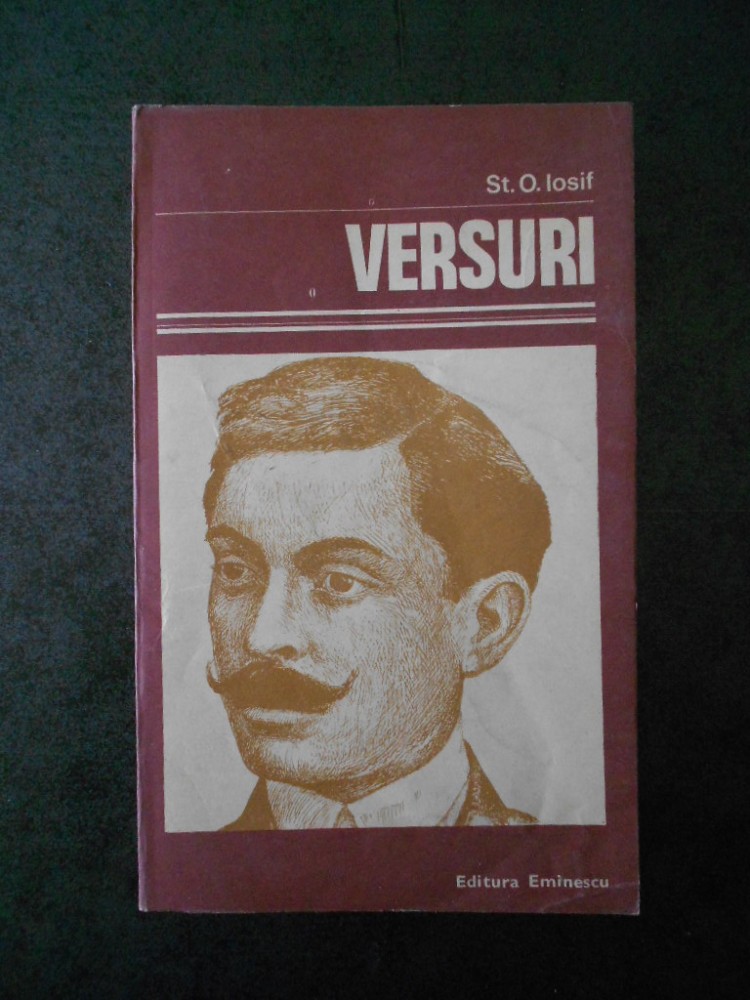 St. O. Iosif
VERSURI
Editura Eminescu